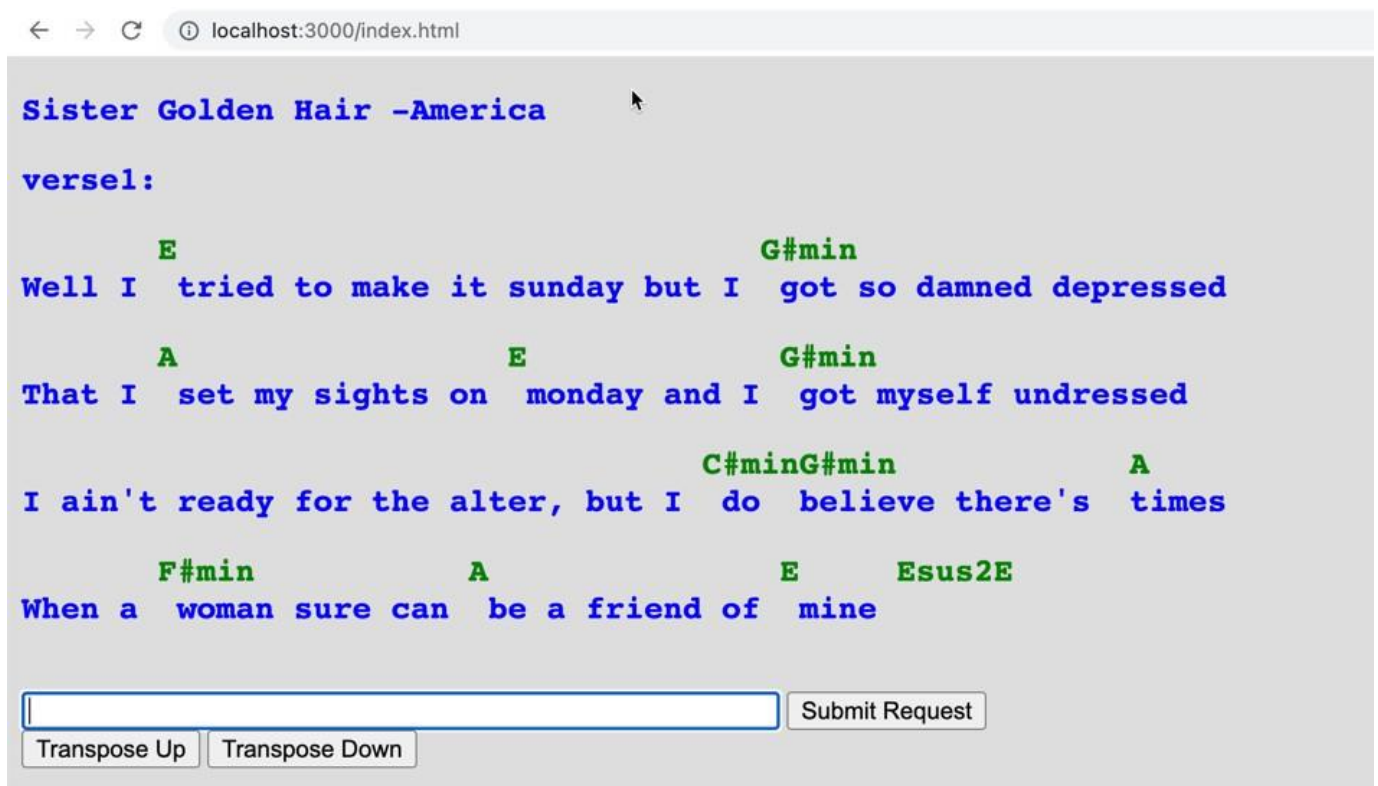 localhost:3000/index.html
Sister Golden Hair -America
verse1:
E G#min
Well I tried to make it sunday but I got so damned depressed
A E G#min
That I set my sights on monday and I got myself undressed
C#minG#min A
I ain't ready for the alter, but I do believe there's times
F#min A E Esus2E
When a woman sure can be a friend of mine
Submit Request
Transpose Up Transpose Down